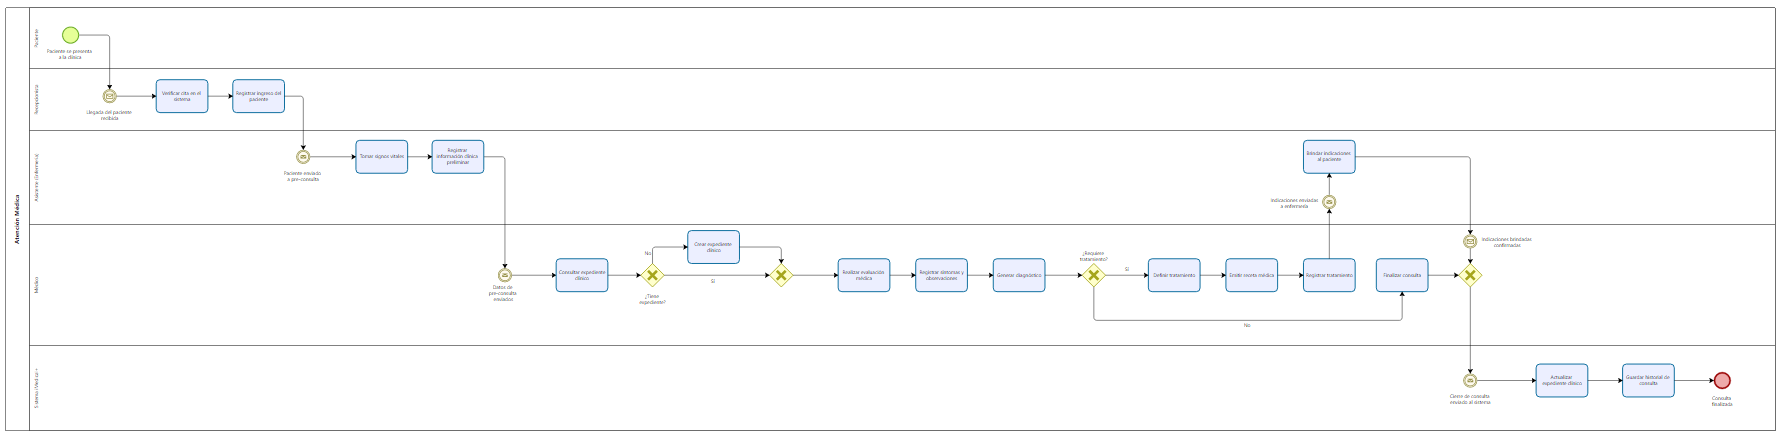 Atención Médica
Paciente
Paciente se presenta
a la clínica
Recepcionista
Llegada del paciente
recibida
Verificar cita en el
sistema
Registrar ingreso del
paciente
Asistente (Enfermera)
Paciente enviado
a pre-consulta
Tomar signos vitales
Registrar
información clínica
preliminar
Brindar indicaciones
al paciente
Indicaciones enviadas
a enfermería
Médico
Datos de
pre-consulta
enviados
Consultar expediente
clínico
¿Tiene
expediente?
No
Crear expediente
clínico
Sí
Realizar evaluación
médica
Registrar síntomas y
observaciones
Generar diagnóstico
¿Requiere
tratamiento?
Sí
Definir tratamiento
Emitir receta médica
Registrar tratamiento
No
Finalizar consulta
Indicaciones brindadas
confirmadas
Sistema
Cierre de consulta
enviado al sistema
Actualizar
expediente clínico
Guardar historial de
consulta
Consulta
finalizada